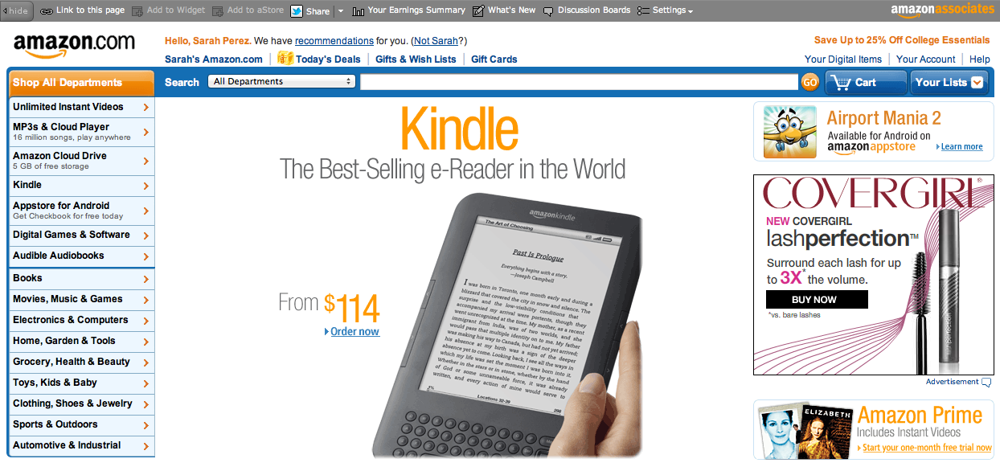 hide
Link to this page
Add to Widget
Add to aStore
Share
Your Earnings Summary
What's New
Discussion Boards
Settings
amazonassociates
amazon.com
Hello, Sarah Perez. We have recommendations for you. (Not Sarah?)
Save Up to 25% Off College Essentials
Sarah's Amazon.com
Today's Deals
Gifts & Wish Lists
Gift Cards
Your Digital Items
Your Account
Help
Shop All Departments
Search
All Departments
GO
Cart
Your Lists
Unlimited Instant Videos
MP3s & Cloud Player
16 million songs, play anywhere
Amazon Cloud Drive
5 GB of free storage
Kindle
Appstore for Android
Get Checkbook for free today
Digital Games & Software
Audible Audiobooks
Books
Movies, Music & Games
Electronics & Computers
Home, Garden & Tools
Grocery, Health & Beauty
Toys, Kids & Baby
Clothing, Shoes & Jewelry
Sports & Outdoors
Automotive & Industrial
Kindle
The Best-Selling e-Reader in the World
From $114
Order now
amazonkindle
The Art of Choosing
Past Is Prologue
Everything begins with a story.
—Joseph Campbell
I was born in Toronto, one month early and during a
blizzard that covered the city in snow and silence. The
surprise and the low-visibility conditions that
accompanied my arrival were portents, though they
went unrecognized at the time. My mother, as a recent
immigrant from India, was of two worlds, and she
would pass that multiple identity on to me. My father
was making his way to Canada, but had not yet arrived;
his absence at my birth was a sign of the deeper
absence yet to come. Looking back, I see all the ways in
which my life was set the moment I was born into it.
Whether in the stars or in stone, whether by the hand
of God or some unnameable force, it was already
written, and every action of mine would serve to
Locations 32-39
Airport Mania 2
Available for Android on
amazon appstore
Learn more
COVERGIRL®
NEW COVERGIRL
lashperfection™
Surround each lash for up
to 3X* the volume.
BUY NOW
*vs. bare lashes
lashperfection
Advertisement
ELIZABETH
Amazon Prime
Includes Instant Videos
Start your one-month free trial now